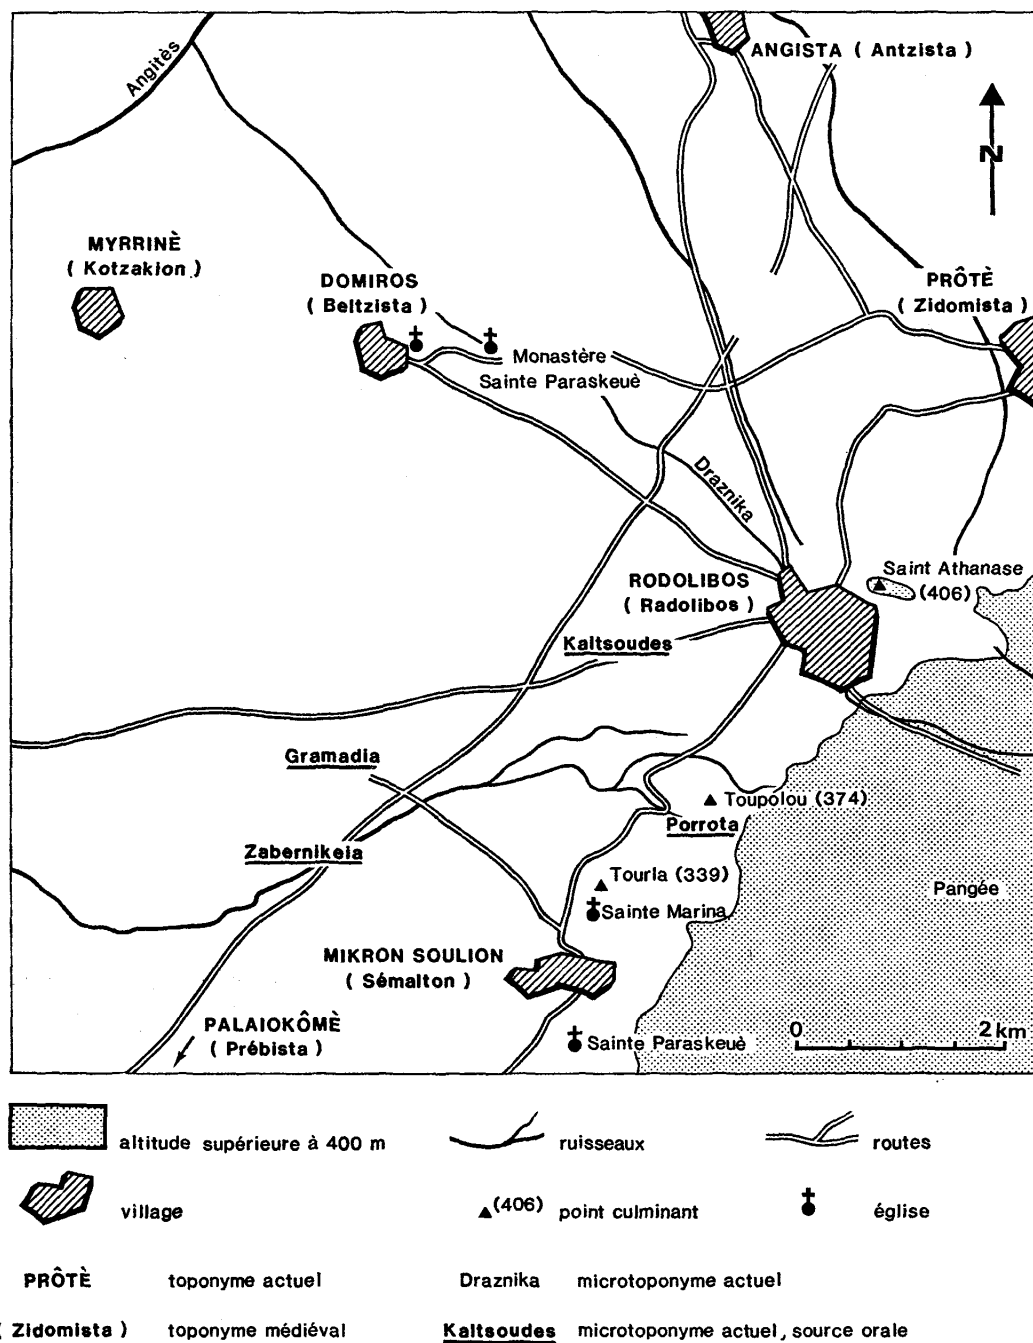 ANGISTA ( Antzista )
Angitès
N
MYRRINÈ
( Kotzakion )
DOMIROS
( Beltzista )
PRÔTÈ
( Zidomista )
Monastère
Sainte Paraskeuè
Draznika
Saint Athanase
(406)
RODOLIBOS
( Radolibos )
Kaltsoudes
Gramadia
Toupolou (374)
Porrota
Zabernikeia
Tourla (339)
Pangée
Sainte Marina
MIKRON SOULION
( Sémalton )
PALAIOKÔMÈ
( Prébista )
0 2 km
Sainte Paraskeuè
altitude supérieure à 400 m
ruisseaux
routes
village
(406) point culminant
église
PRÔTÈ toponyme actuel
Draznika microtoponyme actuel
( Zidomista ) toponyme médiéval
Kaltsoudes microtoponyme actuel, source orale